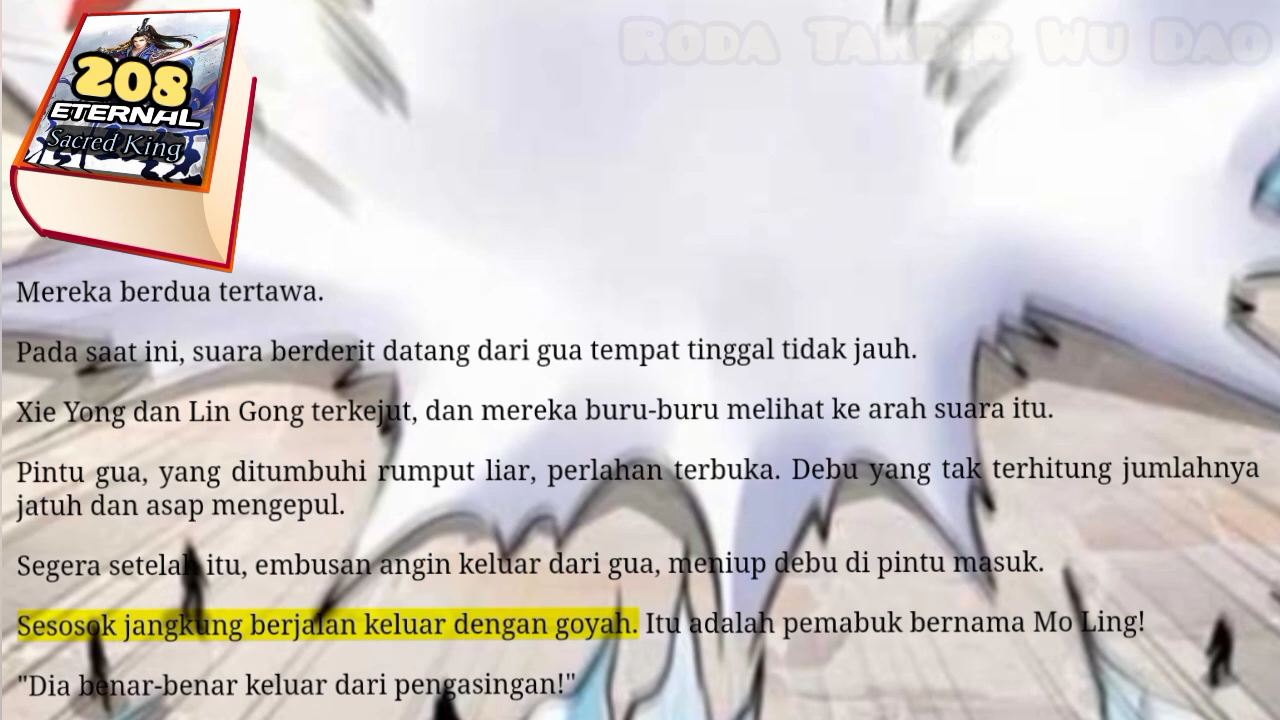 RODA TAKDIR WU DAO
208
ETERNAL
Sacred King
Mereka berdua tertawa.
Pada saat ini, suara berderit datang dari gua tempat tinggal tidak jauh.
Xie Yong dan Lin Gong terkejut, dan mereka buru-buru melihat ke arah suara itu.
Pintu gua, yang ditumbuhi rumput liar, perlahan terbuka. Debu yang tak terhitung jumlahnya
jatuh dan asap mengepul.
Segera setelah itu, embusan angin keluar dari gua, meniup debu di pintu masuk.
Sesosok jangkung berjalan keluar dengan goyah. Itu adalah pemabuk bernama Mo Ling!
"Dia benar-benar keluar dari pengasingan!"